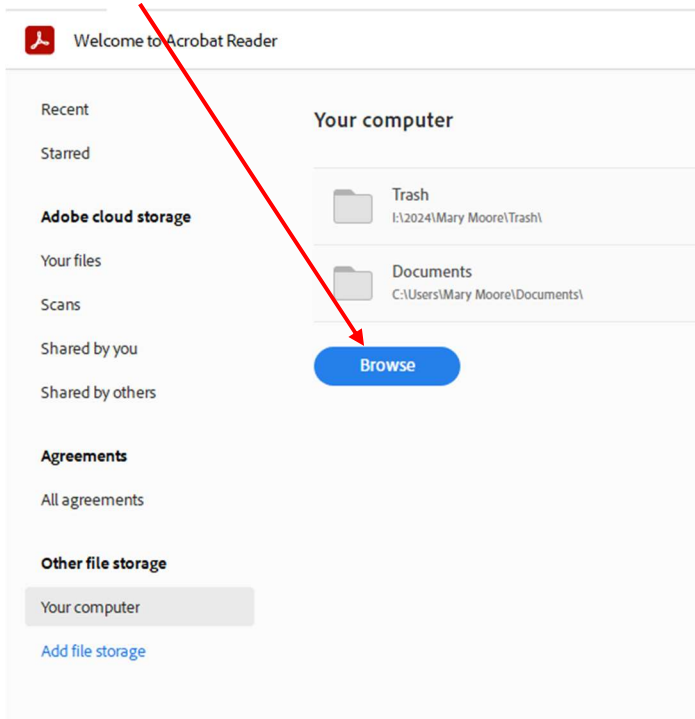 Welcome to Acrobat Reader
Recent
Starred
Adobe cloud storage
Your files
Scans
Shared by you
Shared by others
Agreements
All agreements
Other file storage
Your computer
Add file storage
Your computer
Trash
I:\2024\Mary Moore\Trash\
Documents
C:\Users\Mary Moore\Documents\
Browse